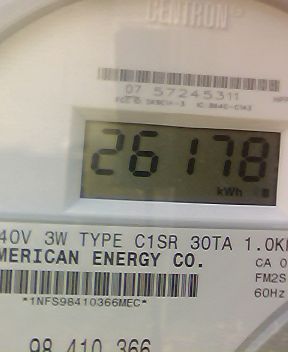 CENTRON
07 57245311
26178
kWh
40V 3W TYPE C1SR 30TA 1.0K
MERICAN ENERGY CO.
CA 0
FM2S
60Hz
*1NFS98410366MEC*
98 410 366